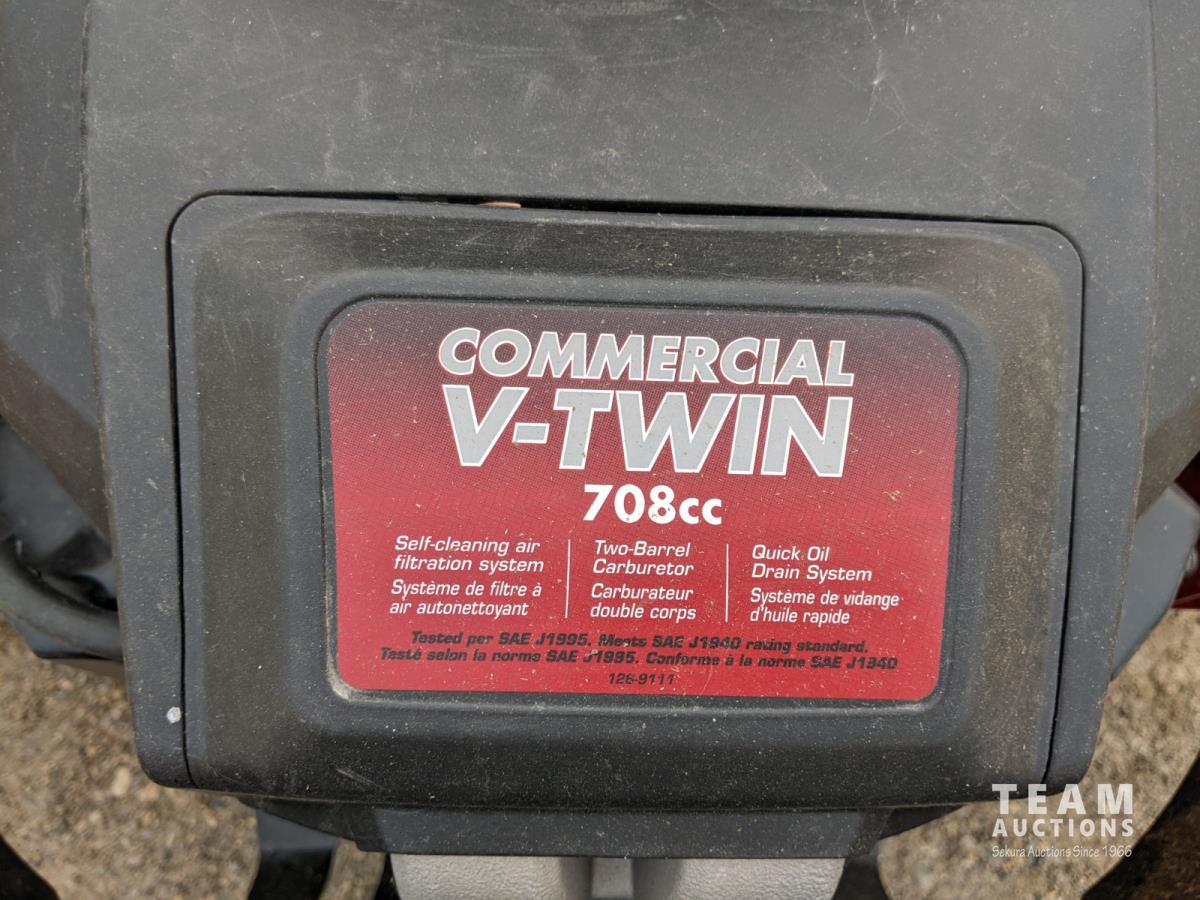 COMMERCIAL
V-TWIN
708cc
Self-cleaning air
filtration system
Système de filtre à
air autonettoyant
Two-Barrel
Carburetor
Carburateur
double corps
Quick Oil
Drain System
Système de vidange
d'huile rapide
Tested per SAE J1995. Meets SAE J1940 rating standard.
Testé selon la norme SAE J1995. Conforme à la norme SAE J1940
126-9111
TEAM
AUCTIONS
Sekura Auctions Since 1966